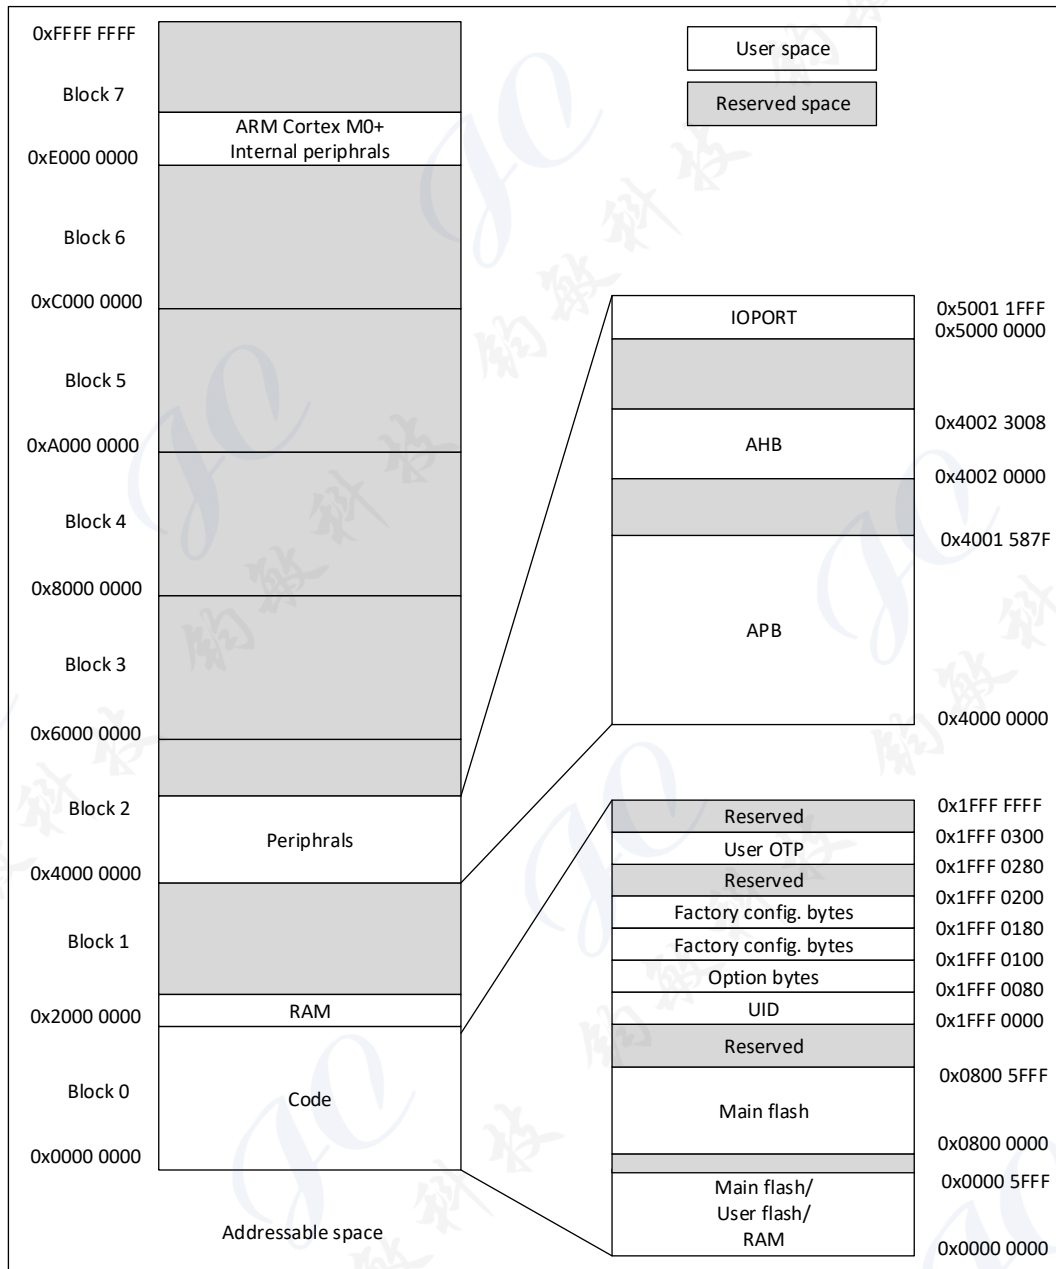 0xFFFF FFFF
Block 7
ARM Cortex M0+
Internal periphrals
0xE000 0000
Block 6
0xC000 0000
Block 5
0xA000 0000
Block 4
0x8000 0000
Block 3
0x6000 0000
Block 2
Periphrals
0x4000 0000
Block 1
RAM
0x2000 0000
Block 0
Code
0x0000 0000
Addressable space
User space
Reserved space
IOPORT
0x5001 1FFF
0x5000 0000
0x4002 3008
AHB
0x4002 0000
0x4001 587F
APB
0x4000 0000
0x1FFF FFFF
Reserved
0x1FFF 0300
User OTP
0x1FFF 0280
Reserved
0x1FFF 0200
Factory config. bytes
0x1FFF 0180
Factory config. bytes
0x1FFF 0100
Option bytes
0x1FFF 0080
UID
0x1FFF 0000
Reserved
0x0800 5FFF
Main flash
0x0800 0000
0x0000 5FFF
Main flash/
User flash/
RAM
0x0000 0000